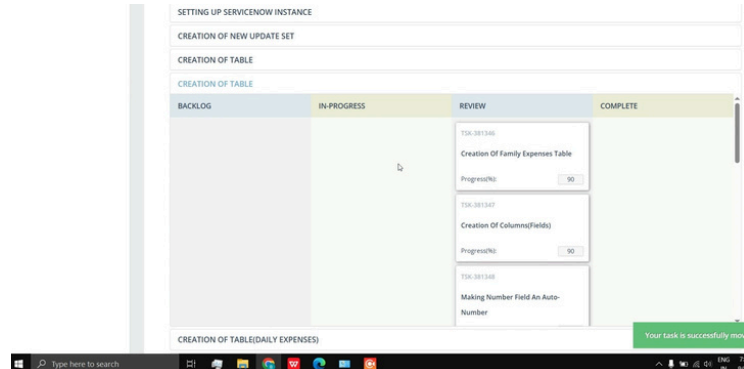 SETTING UP SERVICENOW INSTANCE
CREATION OF NEW UPDATE SET
CREATION OF TABLE
CREATION OF TABLE
BACKLOG IN-PROGRESS REVIEW COMPLETE
TSK-381346
Creation Of Family Expenses Table
Progress(%): 90
TSK-381347
Creation Of Columns(Fields)
Progress(%): 90
TSK-381348
Making Number Field An Auto-
Number
CREATION OF TABLE(DAILY EXPENSES)
Your task is successfully mov
Type here to search
ENG